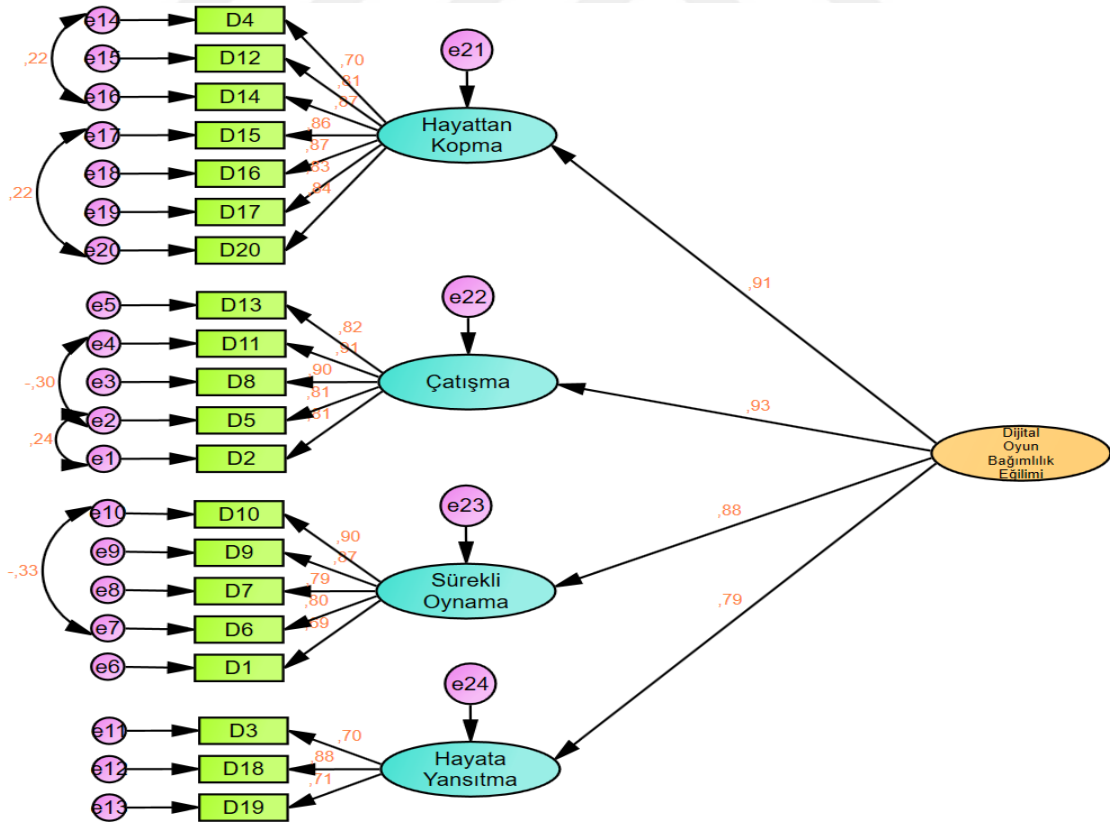 e14
D4
,70
e21
,22
e15
D12
,81
e16
D14
,87
Hayattan
Kopma
e17
D15
,86
,87
e18
D16
,83
,22
e19
D17
,84
e20
D20
,91
e5
D13
e22
,82
e4
D11
,91
-,30
e3
D8
,90
Çatışma
,81
e2
D5
,93
,24
e1
D2
Dijital
Oyun
Bağımlılık
Eğilimi
e10
D10
e23
,90
,88
e9
D9
,87
-,33
e8
D7
,79
Sürekli
Oynama
,80
e7
D6
,79
e6
D1
e24
e11
D3
,70
,88
Hayata
Yansıtma
e12
D18
,71
e13
D19